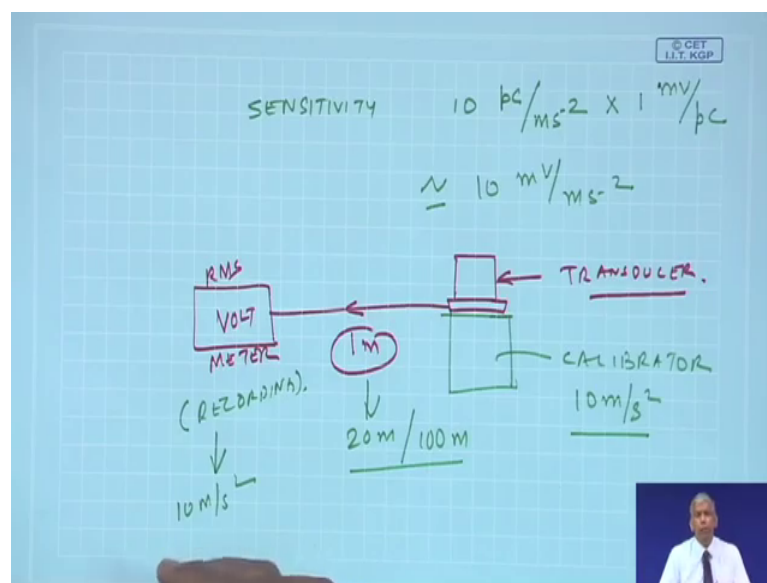 © CET
I.I.T. KGP
SENSITIVITY 10 pC/ms-2 X 1 mV/pC
~ 10 mV/ms-2
RMS
VOLT
METER
TRANSDUCER.
1m
CALIBRATOR
10m/s2
(RECORDING).
20m/100m
10m/s2